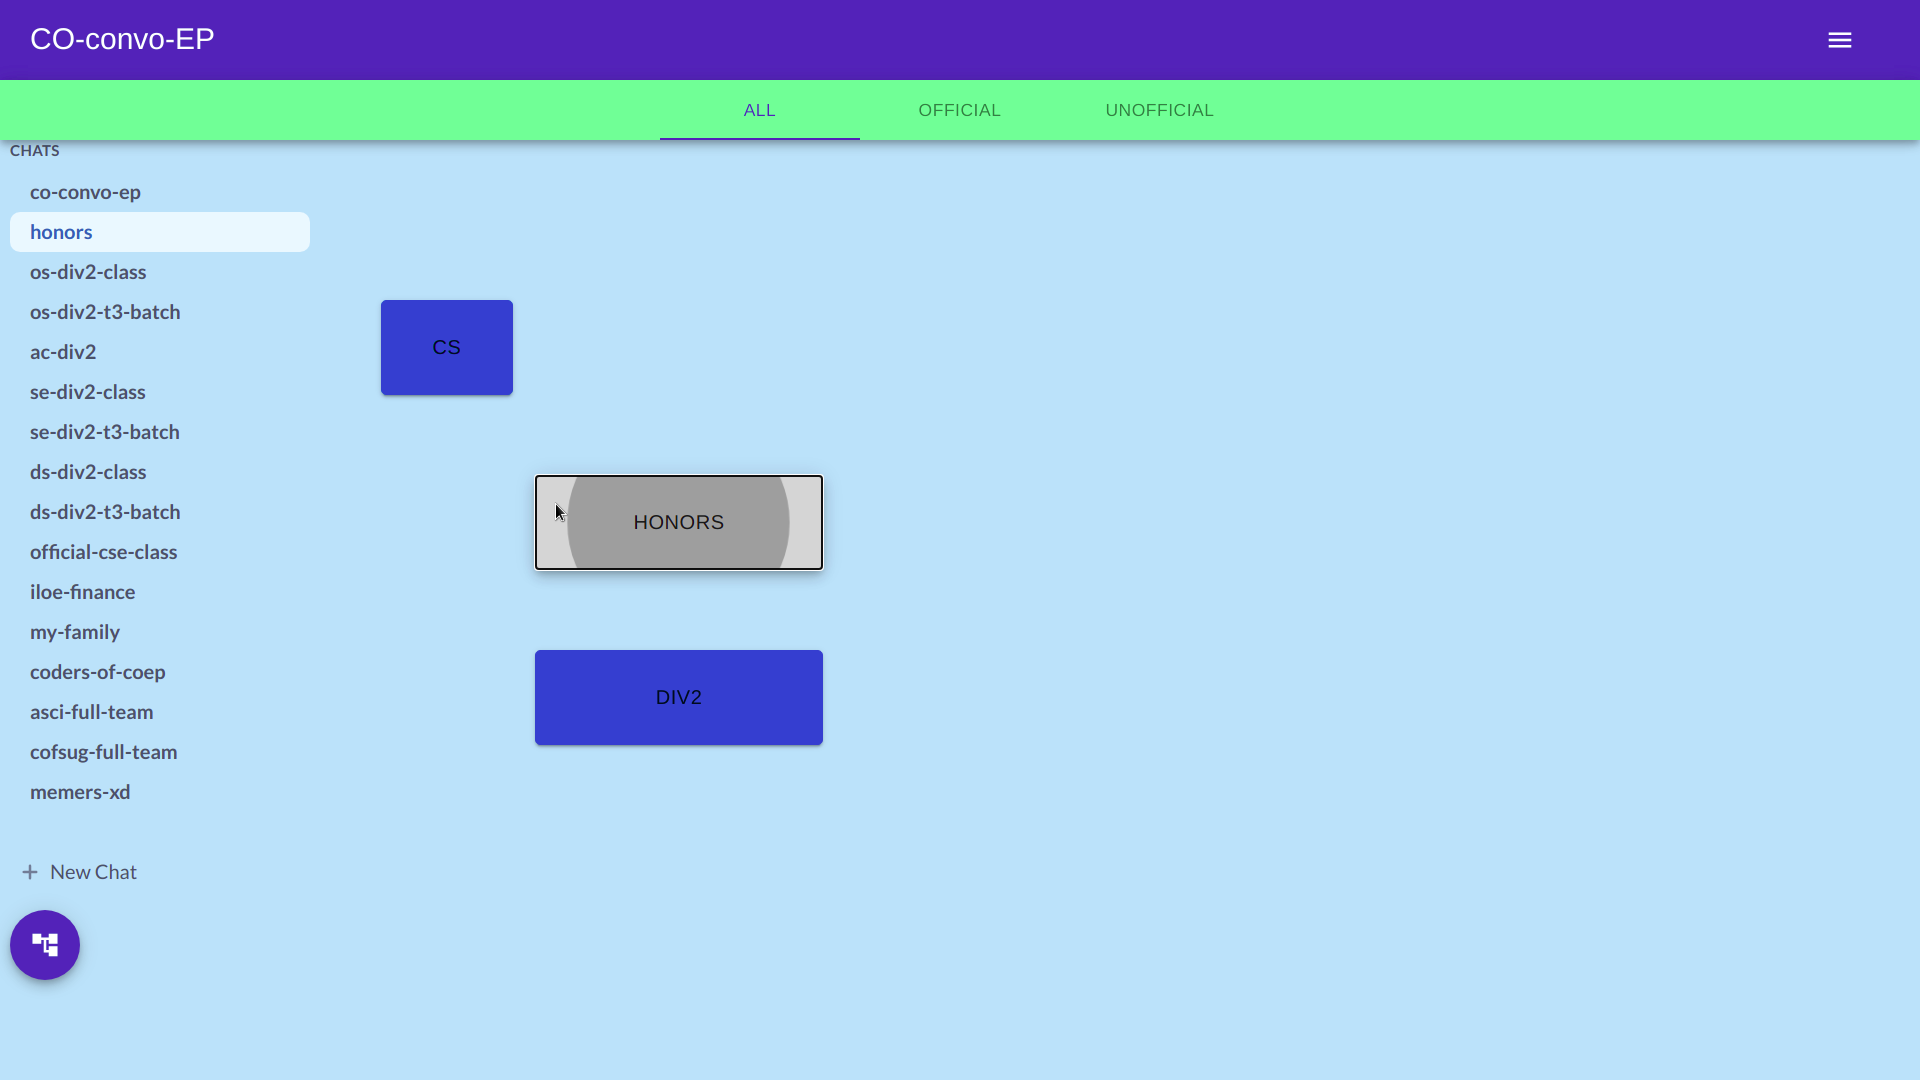 CO-convo-EP
ALL
OFFICIAL
UNOFFICIAL
CHATS
co-convo-ep
honors
os-div2-class
os-div2-t3-batch
ac-div2
se-div2-class
se-div2-t3-batch
ds-div2-class
ds-div2-t3-batch
official-cse-class
iloe-finance
my-family
coders-of-coep
asci-full-team
cofsug-full-team
memers-xd
New Chat
CS
HONORS
DIV2